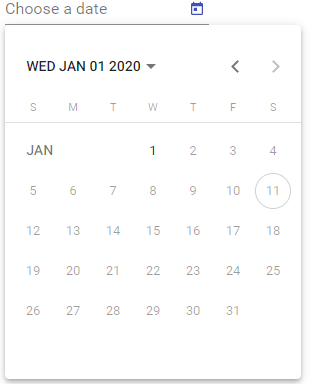 Choose a date
WED JAN 01 2020
S M T W T F S
JAN 1 2 3 4
5 6 7 8 9 10 11
12 13 14 15 16 17 18
19 20 21 22 23 24 25
26 27 28 29 30 31